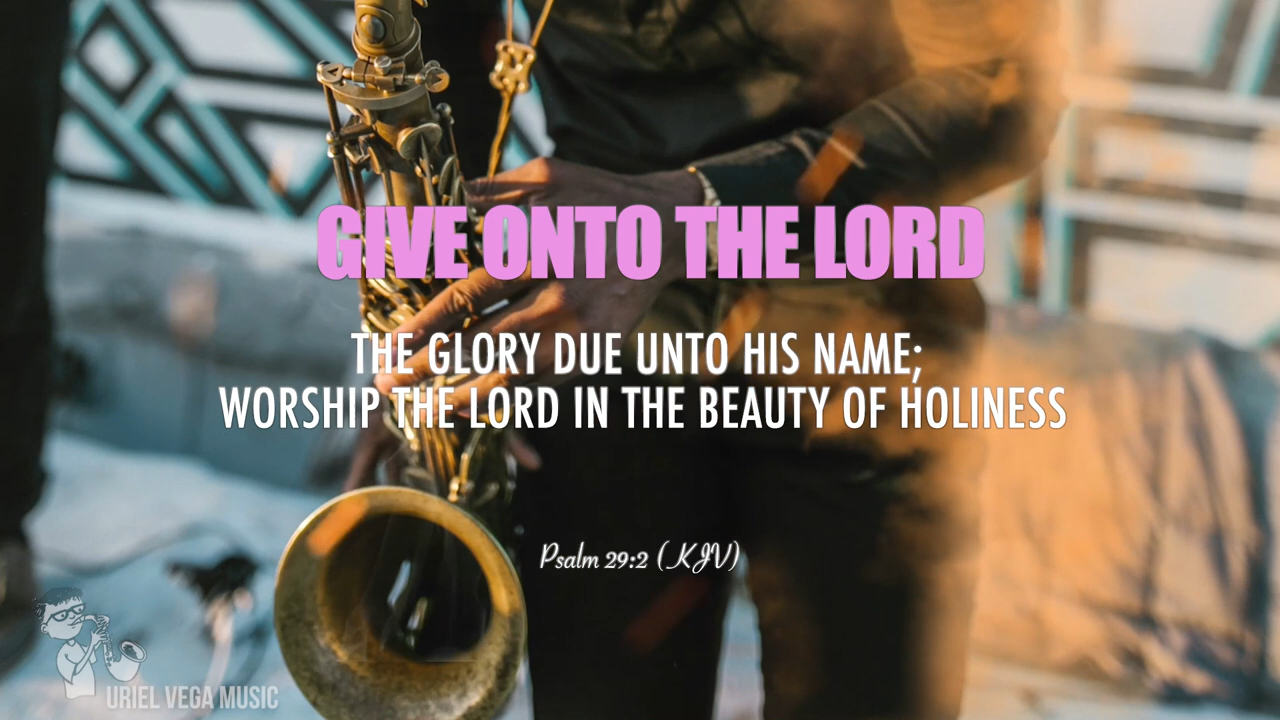 GIVE ONTO THE LORD
THE GLORY DUE UNTO HIS NAME;
WORSHIP THE LORD IN THE BEAUTY OF HOLINESS
Psalm 29:2 (KJV)
URIEL VEGA MUSIC